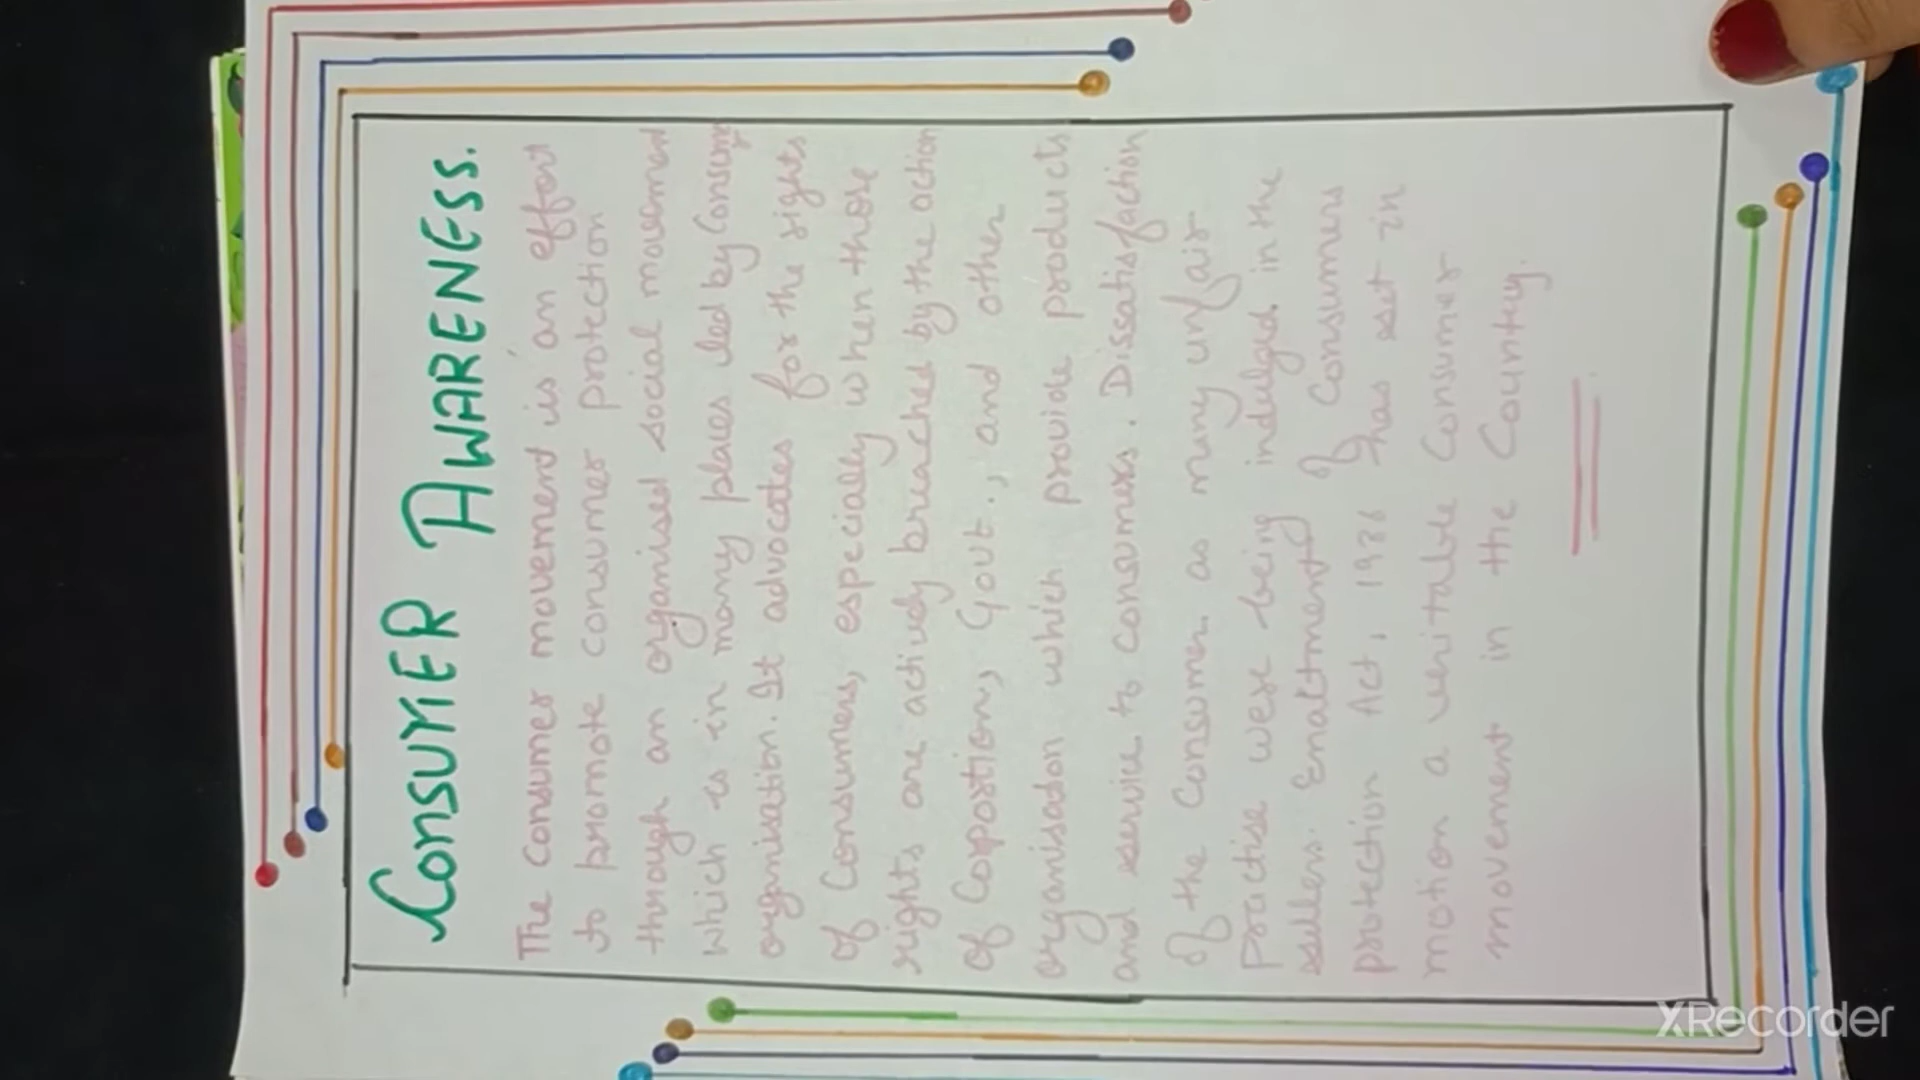 CONSUMER AWARENESS.
The Consumer movement is an effort
to promote consumer protection
through an organised social movement
which is in many places led by Consum
organisation. It advocates for the rights
of Consumers, especially when those
rights are actively breached by the action
of Copostion, Govt., and other
organisadon which provide products
and service to consumers. Dissatisfaction
of the Consumer as many unfair
practise were being indulged in the
sellers. Enaltment of Consumers
protection Act, 1986 has set in
motion a veritable Consumer
movement in the Country.
XRecorder